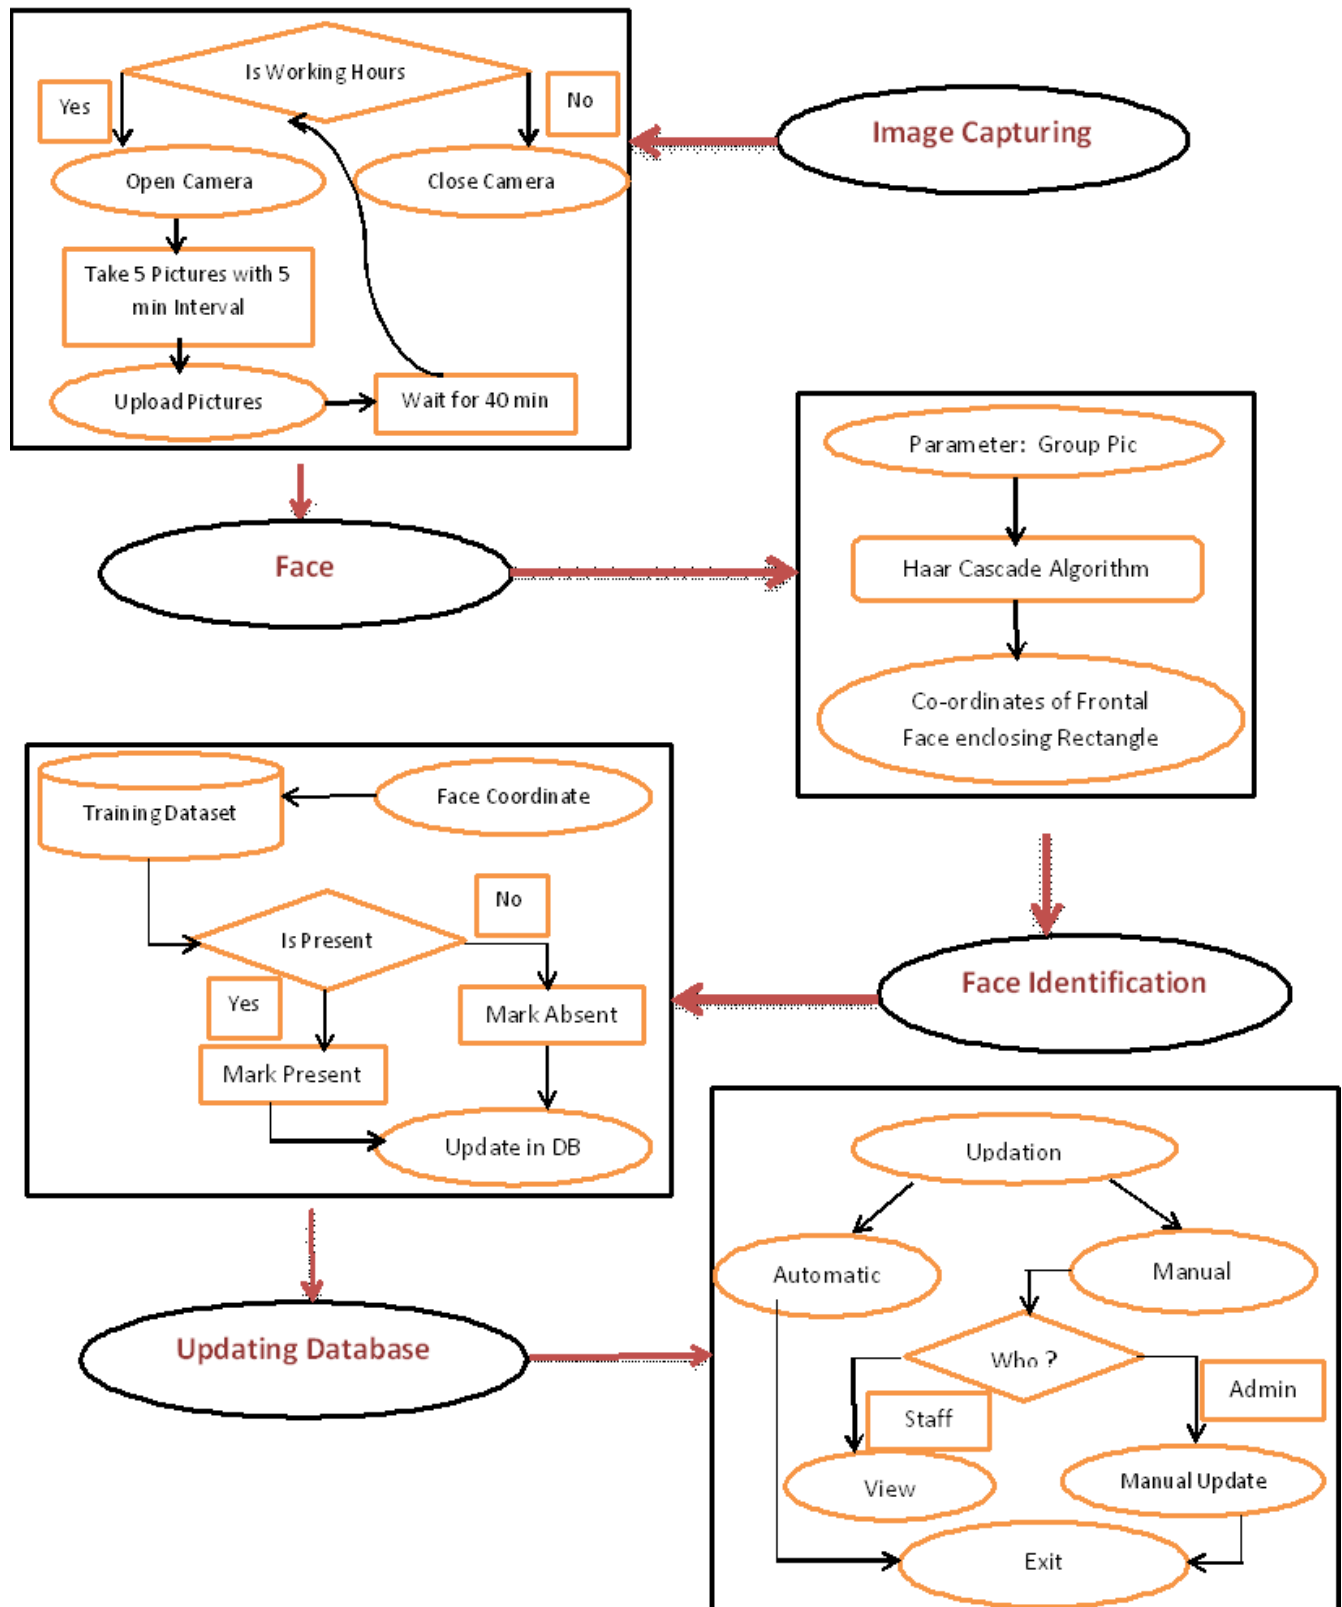 Is Working Hours
Yes
No
Image Capturing
Open Camera
Close Camera
Take 5 Pictures with 5
min Interval
Upload Pictures
Wait for 40 min
Parameter: Group Pic
Face
Haar Cascade Algorithm
Co-ordinates of Frontal
Face enclosing Rectangle
Training Dataset
Face Coordinate
No
Is Present
Face Identification
Yes
Mark Absent
Mark Present
Update in DB
Updation
Automatic
Manual
Updating Database
Who ?
Admin
Staff
View
Manual Update
Exit